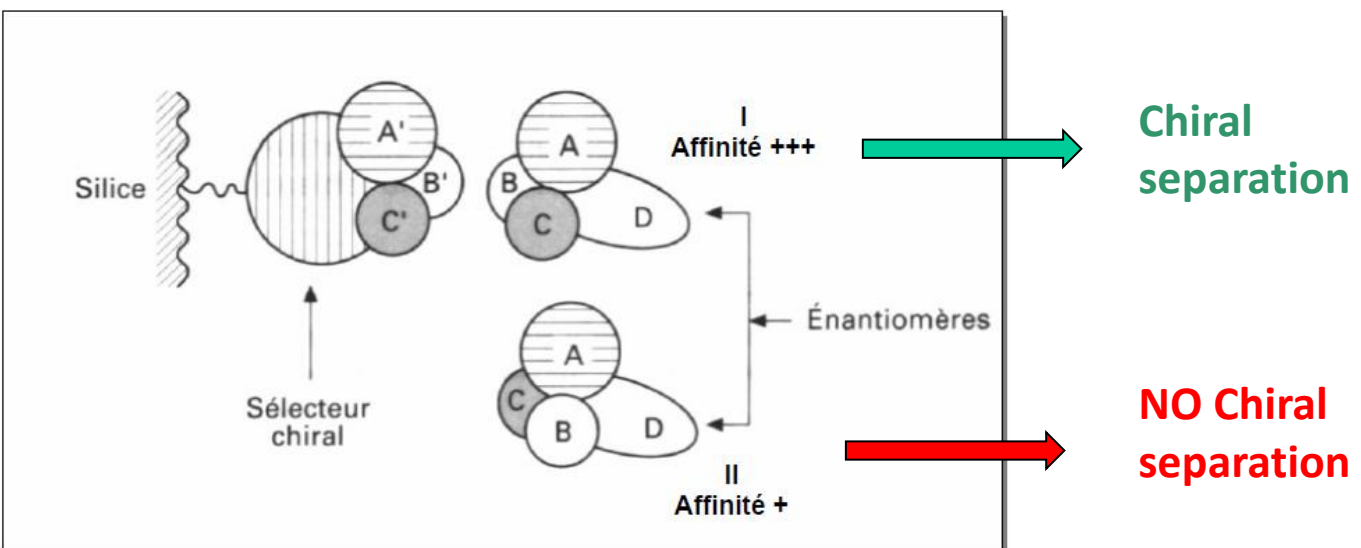 Silice
A'
B'
C'
A
B
C
D
I
Affinité +++
Chiral
separation
Énantiomères
Sélecteur
chiral
A
C
B
D
II
Affinité +
NO Chiral
separation